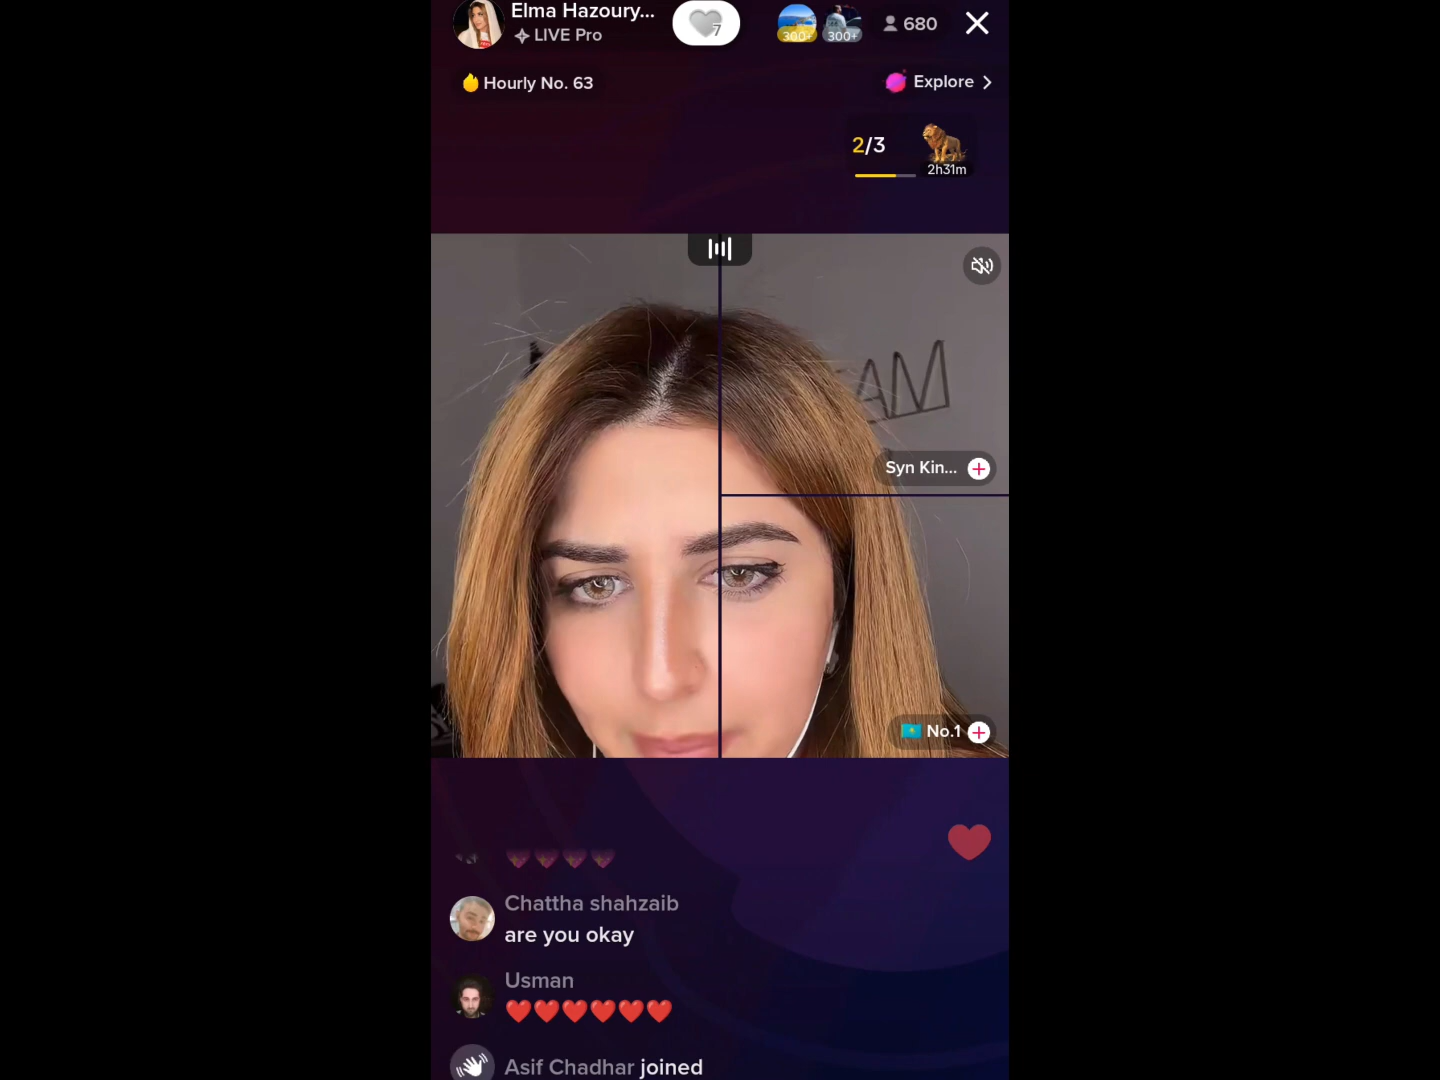 Elma Hazoury...
LIVE Pro
7
300+
300+
680
Hourly No. 63
Explore
2/3
2h31m
AM
Syn Kin...
No.1
Chattha shahzaib
are you okay
Usman
❤️❤️❤️❤️❤️❤️
Asif Chadhar joined